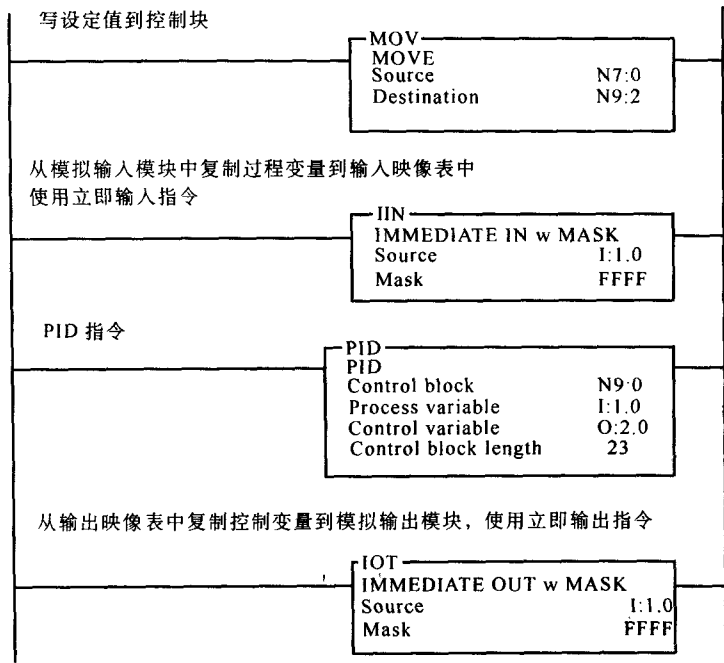 写设定值到控制块
MOV
MOVE
Source N7:0
Destination N9:2
从模拟输入模块中复制过程变量到输入映像表中
使用立即输入指令
IIN
IMMEDIATE IN w MASK
Source I:1.0
Mask FFFF
PID 指令
PID
PID
Control block N9:0
Process variable I:1.0
Control variable O:2.0
Control block length 23
从输出映像表中复制控制变量到模拟输出模块，使用立即输出指令
IOT
IMMEDIATE OUT w MASK
Source I:1.0
Mask FFFF